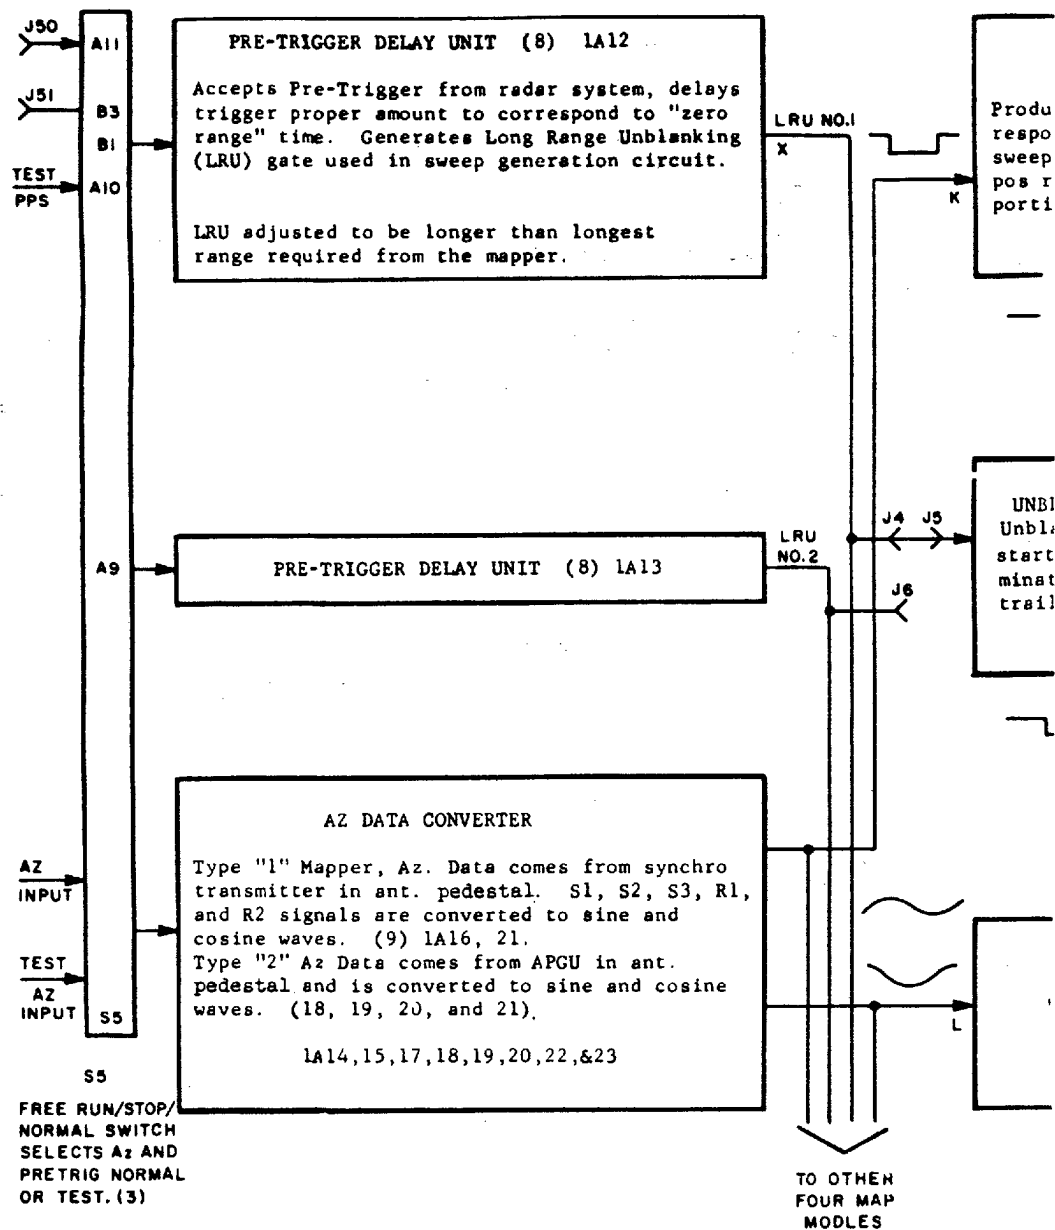 J50
A11
J51
B3
B1
TEST
PPS
A10
PRE-TRIGGER DELAY UNIT (8) 1A12
Accepts Pre-Trigger from radar system, delays
trigger proper amount to correspond to "zero
range" time. Generates Long Range Unblanking
(LRU) gate used in sweep generation circuit.
LRU adjusted to be longer than longest
range required from the mapper.
LRU NO.1
X
K
Produ
respo
sweep
pos r
porti
A9
PRE-TRIGGER DELAY UNIT (8) 1A13
LRU
NO.2
J4
J5
J6
UNBL
Unbla
start
minat
trail
AZ
INPUT
TEST
AZ
INPUT
S5
AZ DATA CONVERTER
Type "1" Mapper, Az. Data comes from synchro
transmitter in ant. pedestal. S1, S2, S3, R1,
and R2 signals are converted to sine and
cosine waves. (9) 1A16, 21.
Type "2" Az Data comes from APGU in ant.
pedestal and is converted to sine and cosine
waves. (18, 19, 20, and 21).
1A14,15,17,18,19,20,22,&23
L
S5
FREE RUN/STOP/
NORMAL SWITCH
SELECTS Az AND
PRETRIG NORMAL
OR TEST. (3)
TO OTHER
FOUR MAP
MODLES